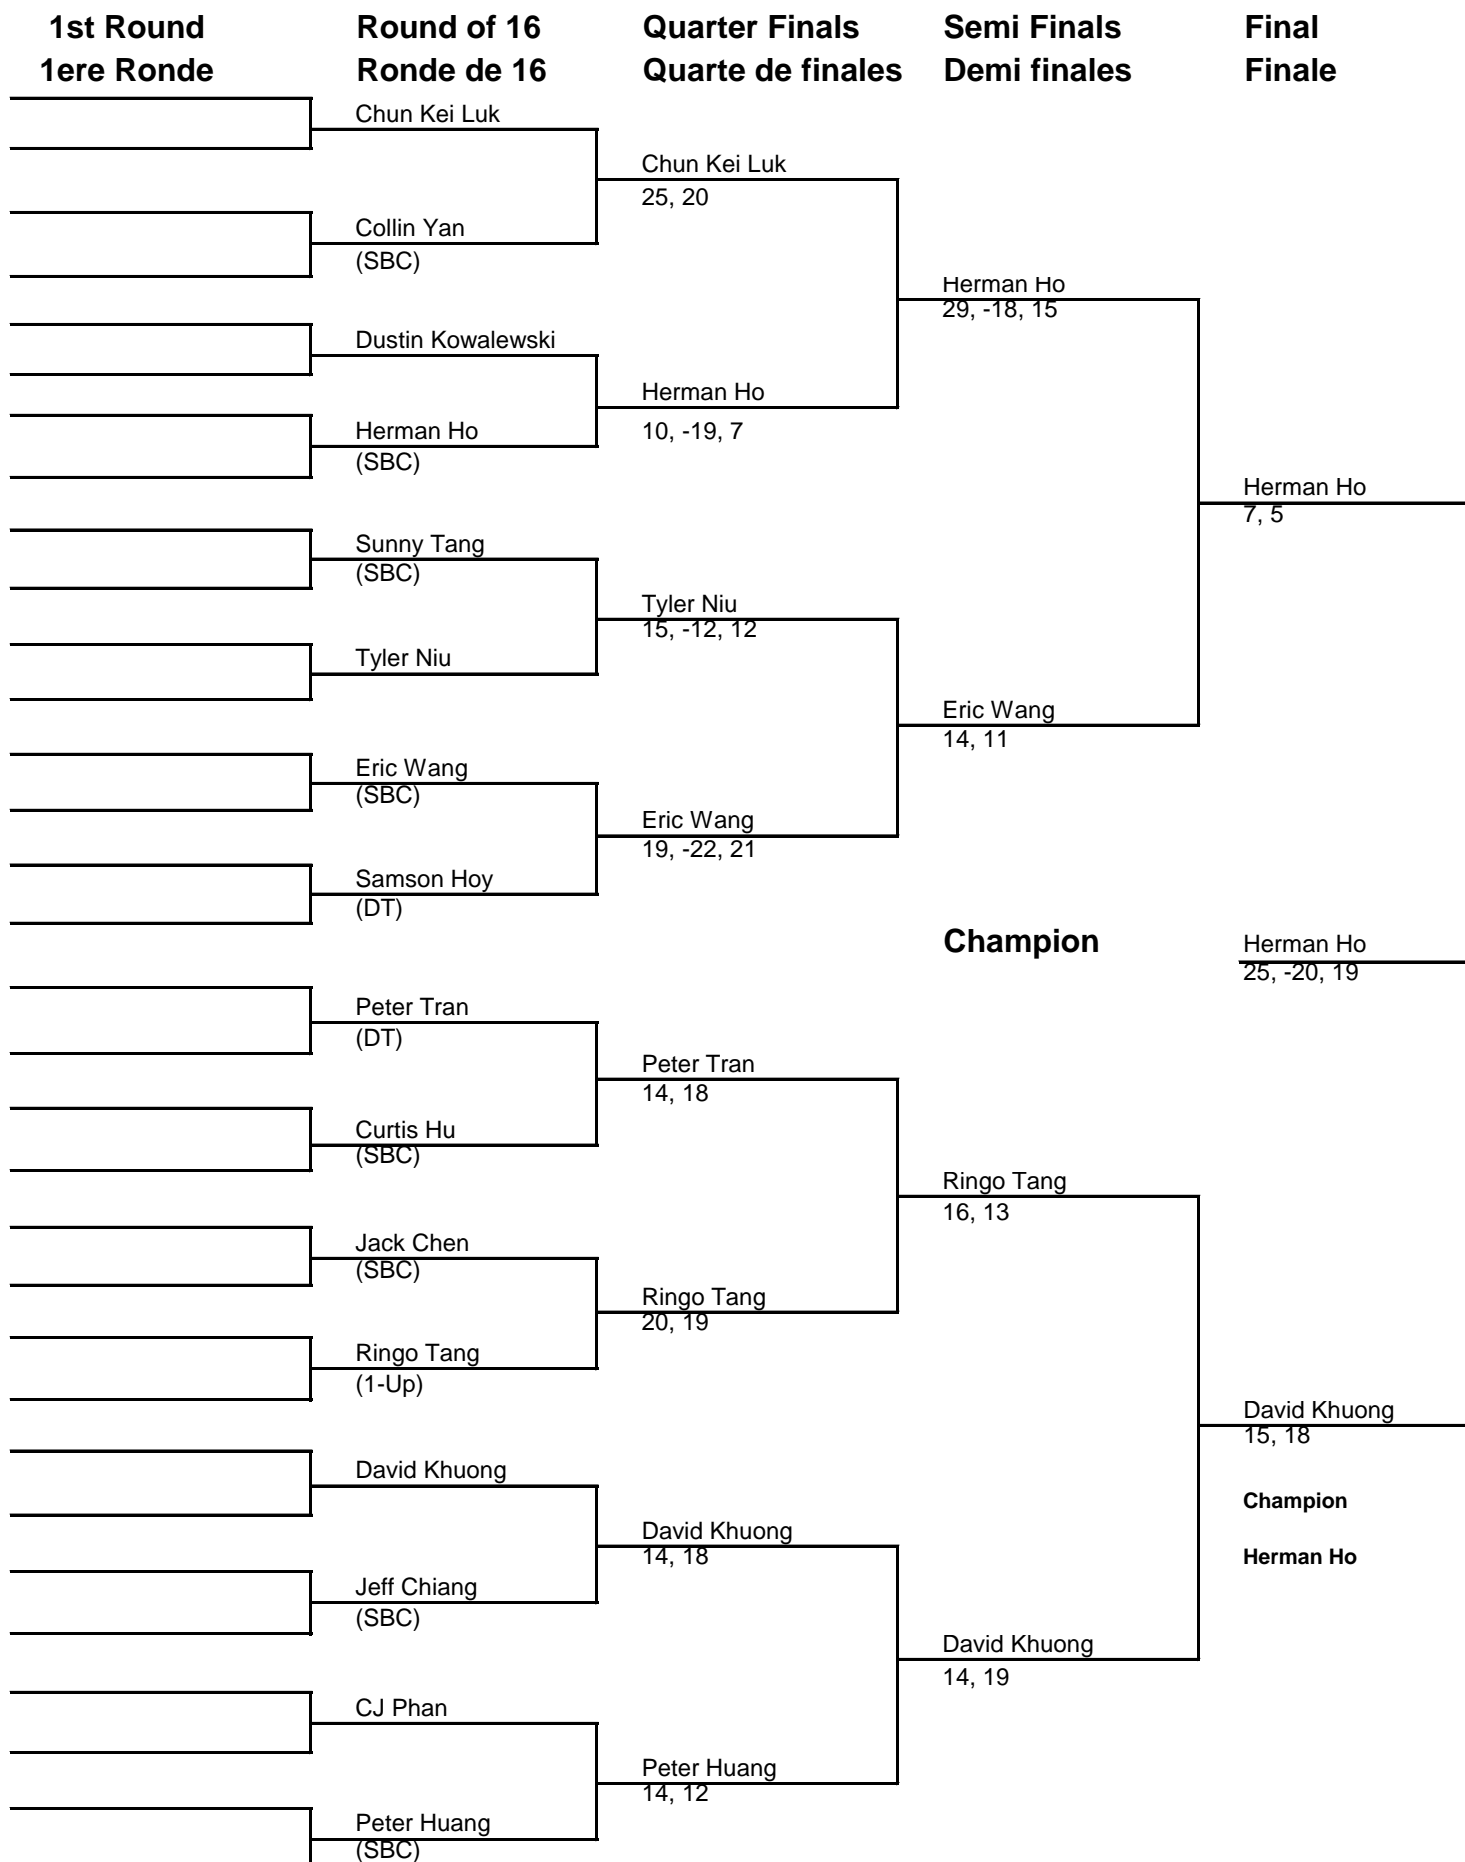 1st Round
1ere Ronde
Round of 16
Ronde de 16
Quarter Finals
Quarte de finales
Semi Finals
Demi finales
Final
Finale
Chun Kei Luk
Chun Kei Luk
25, 20
Collin Yan
(SBC)
Herman Ho
29, -18, 15
Dustin Kowalewski
Herman Ho
10, -19, 7
Herman Ho
(SBC)
Herman Ho
7, 5
Sunny Tang
(SBC)
Tyler Niu
15, -12, 12
Tyler Niu
Eric Wang
14, 11
Eric Wang
(SBC)
Eric Wang
19, -22, 21
Samson Hoy
(DT)
Champion
Herman Ho
25, -20, 19
Peter Tran
(DT)
Peter Tran
14, 18
Curtis Hu
(SBC)
Ringo Tang
16, 13
Jack Chen
(SBC)
Ringo Tang
20, 19
Ringo Tang
(1-Up)
David Khuong
15, 18
David Khuong
Champion
David Khuong
14, 18
Herman Ho
Jeff Chiang
(SBC)
David Khuong
14, 19
CJ Phan
Peter Huang
14, 12
Peter Huang
(SBC)